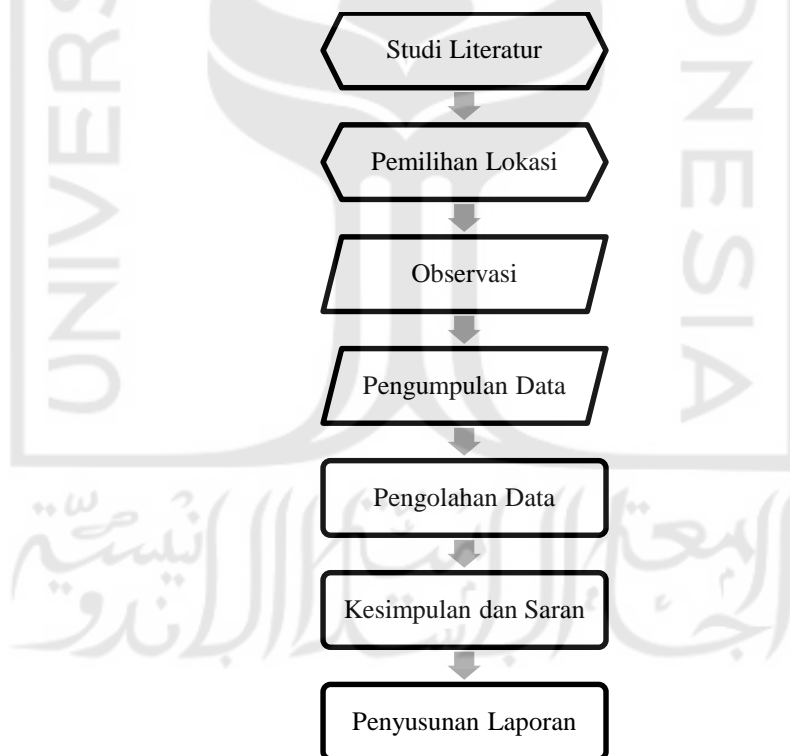 Studi Literatur
Pemilihan Lokasi
Observasi
Pengumpulan Data
Pengolahan Data
Kesimpulan dan Saran
Penyusunan Laporan